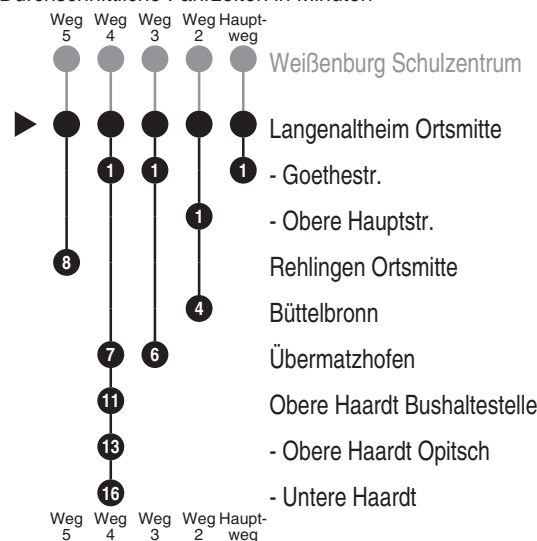 Durchschnittliche Fahrzeiten in Minuten
Weg 5 Weg 4 Weg 3 Weg 2 Haupt-weg
Weißenburg Schulzentrum
Langenaltheim Ortsmitte
1 1 1 - Goethestr.
1 - Obere Hauptstr.
8 Rehlingen Ortsmitte
4 Büttelbronn
7 6 Übermatzhofen
11 Obere Haardt Bushaltestelle
13 - Obere Haardt Opitsch
16 - Untere Haardt
Weg 5 Weg 4 Weg 3 Weg 2 Haupt-weg